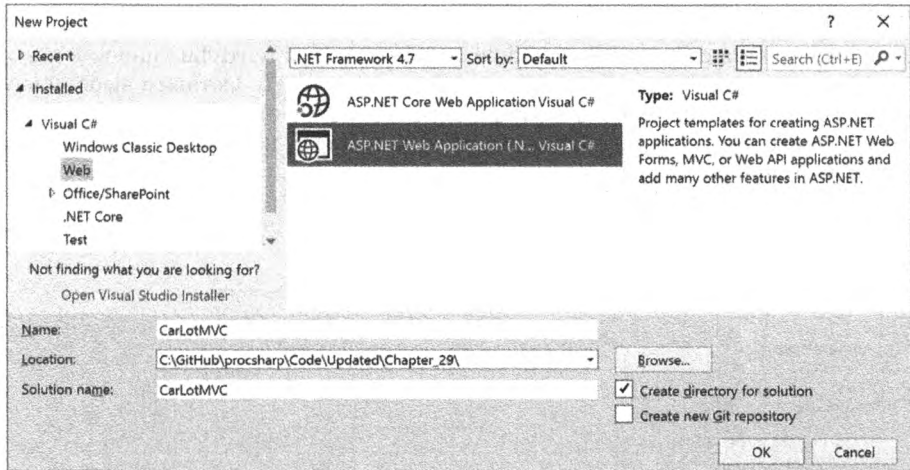 New Project ? ×
Recent
Installed
Visual C#
Windows Classic Desktop
Web
Office/SharePoint
.NET Core
Test
Not finding what you are looking for?
Open Visual Studio Installer
.NET Framework 4.7 Sort by: Default Search (Ctrl+E)
ASP.NET Core Web Application Visual C#
ASP.NET Web Application (.N... Visual C#
Type: Visual C#
Project templates for creating ASP.NET
applications. You can create ASP.NET Web
Forms, MVC, or Web API applications and
add many other features in ASP.NET.
Name: CarLotMVC
Location: C:\GitHub\procsharp\Code\Updated\Chapter_29\ Browse...
Solution name: CarLotMVC
Create directory for solution
Create new Git repository
OK Cancel